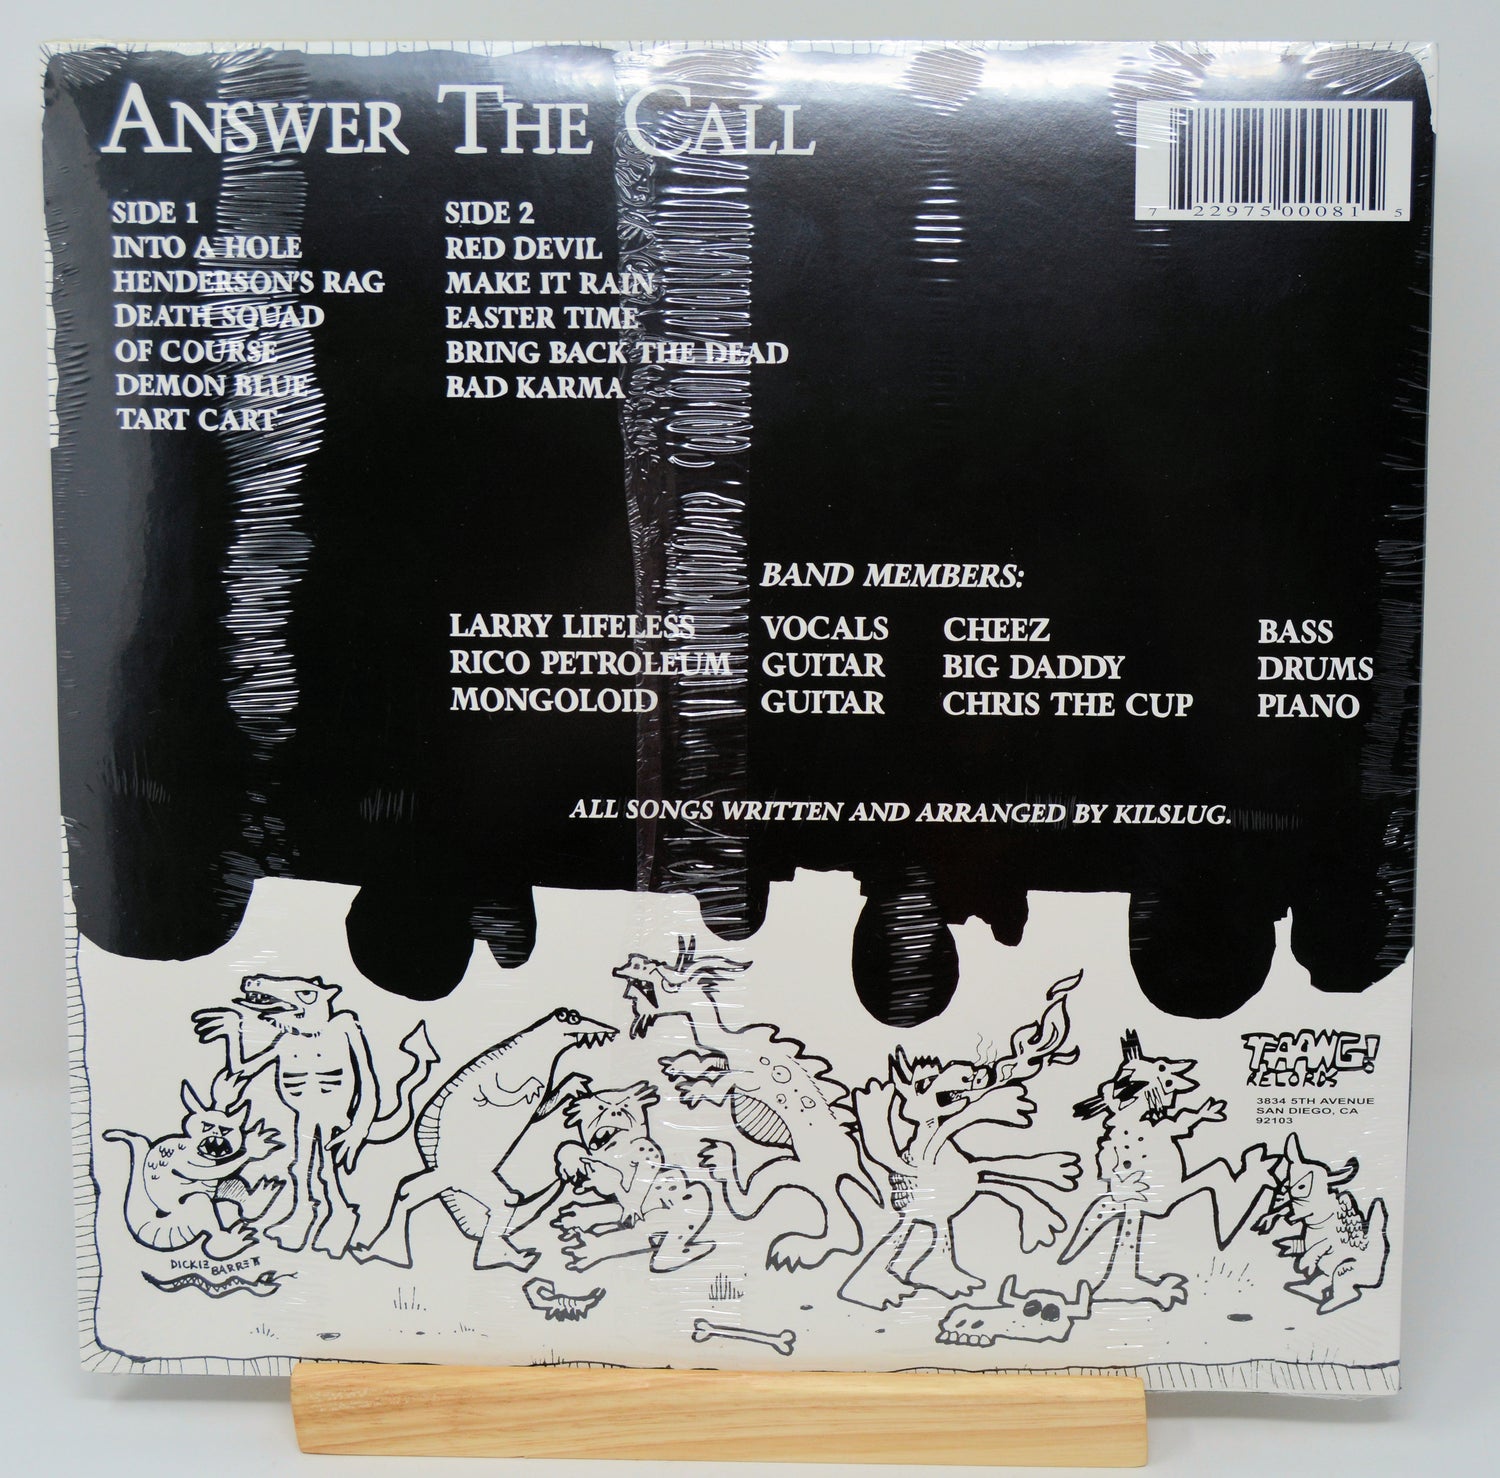 ANSWER THE CALL
SIDE 1
INTO A HOLE
HENDERSON'S RAG
DEATH SQUAD
OF COURSE
DEMON BLUE
TART CART
SIDE 2
RED DEVIL
MAKE IT RAIN
EASTER TIME
BRING BACK THE DEAD
BAD KARMA
7 22975 00081 5
BAND MEMBERS:
LARRY LIFELESS VOCALS CHEEZ BASS
RICO PETROLEUM GUITAR BIG DADDY DRUMS
MONGOLOID GUITAR CHRIS THE CUP PIANO
ALL SONGS WRITTEN AND ARRANGED BY KILSLUG.
TAANG!
RECORDS
3834 5TH AVENUE
SAN DIEGO, CA
92103
DICKIE BARRETT